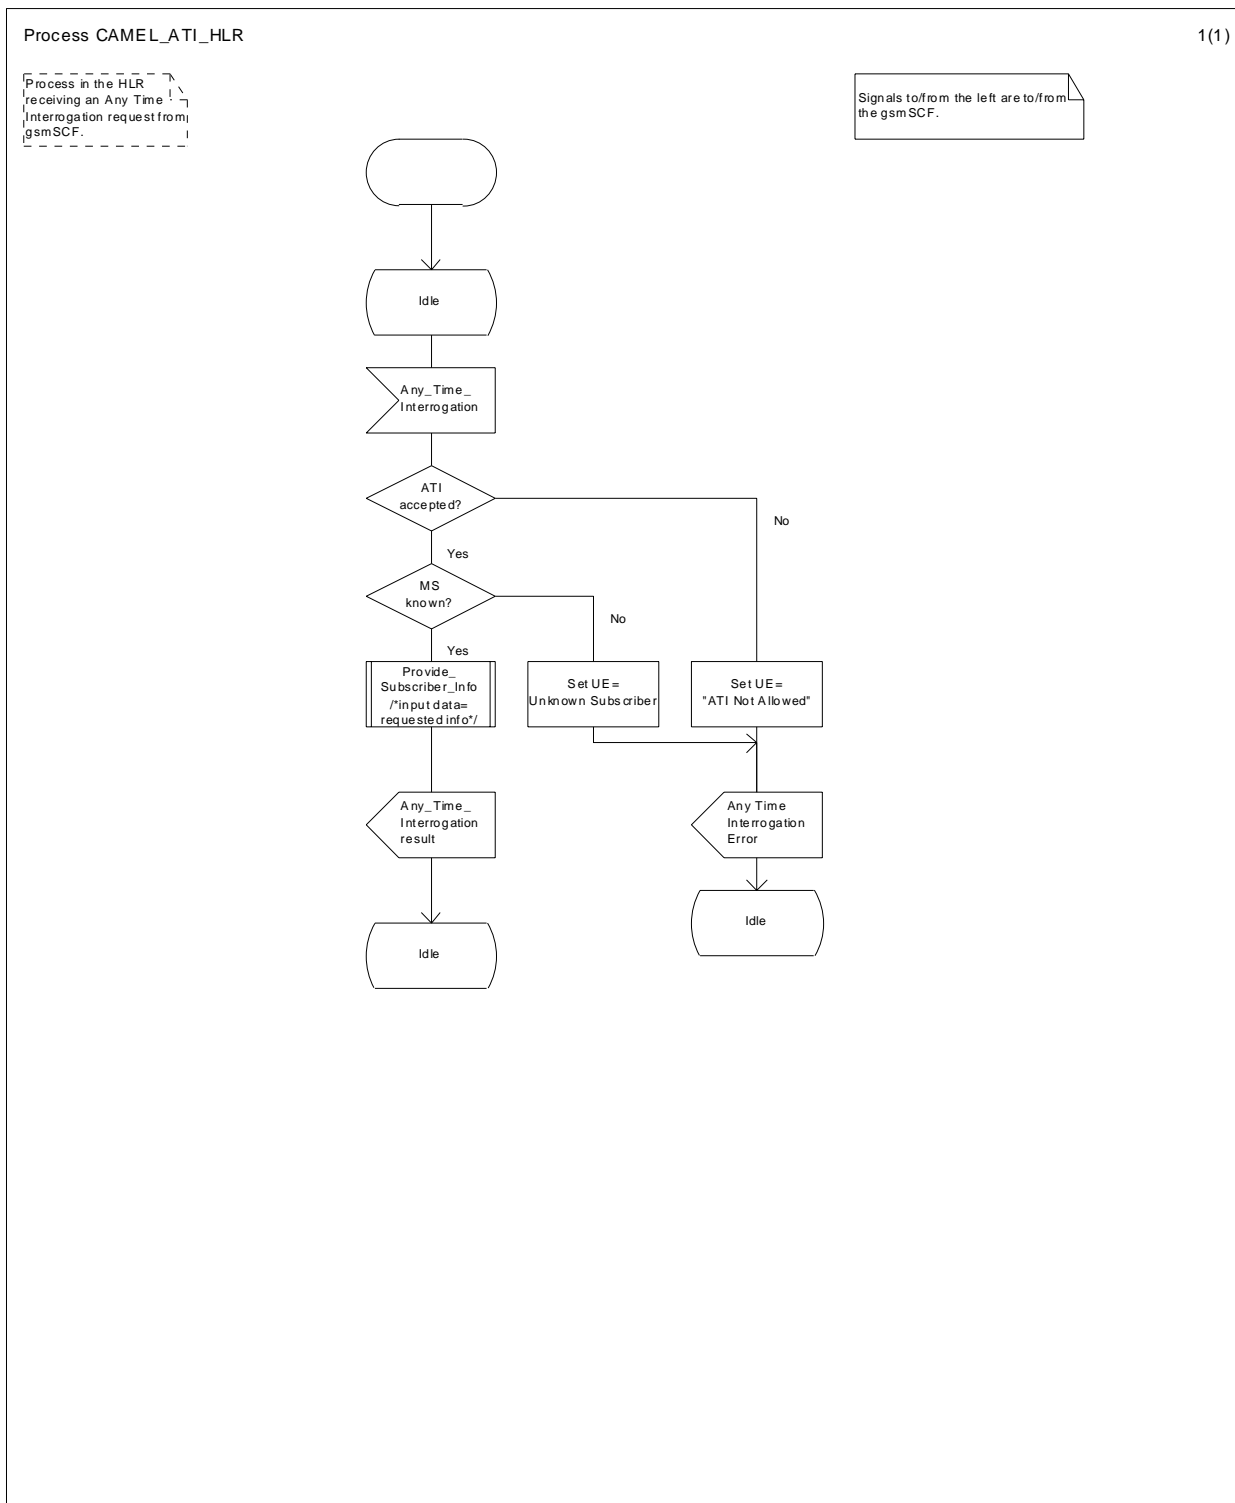 Process CAMEL_ATI_HLR
1(1)
Process in the HLR
receiving an Any Time
Interrogation request from
gsmSCF.
Signals to/from the left are to/from
the gsmSCF.
Idle
Any_Time_
Interrogation
ATI
accepted?
No
Yes
MS
known?
No
Yes
Provide_
Subscriber_Info
/*input data=
requested info*/
Set UE=
Unknown Subscriber
Set UE=
"ATI Not Allowed"
Any_Time_
Interrogation
result
Any Time
Interrogation
Error
Idle
Idle